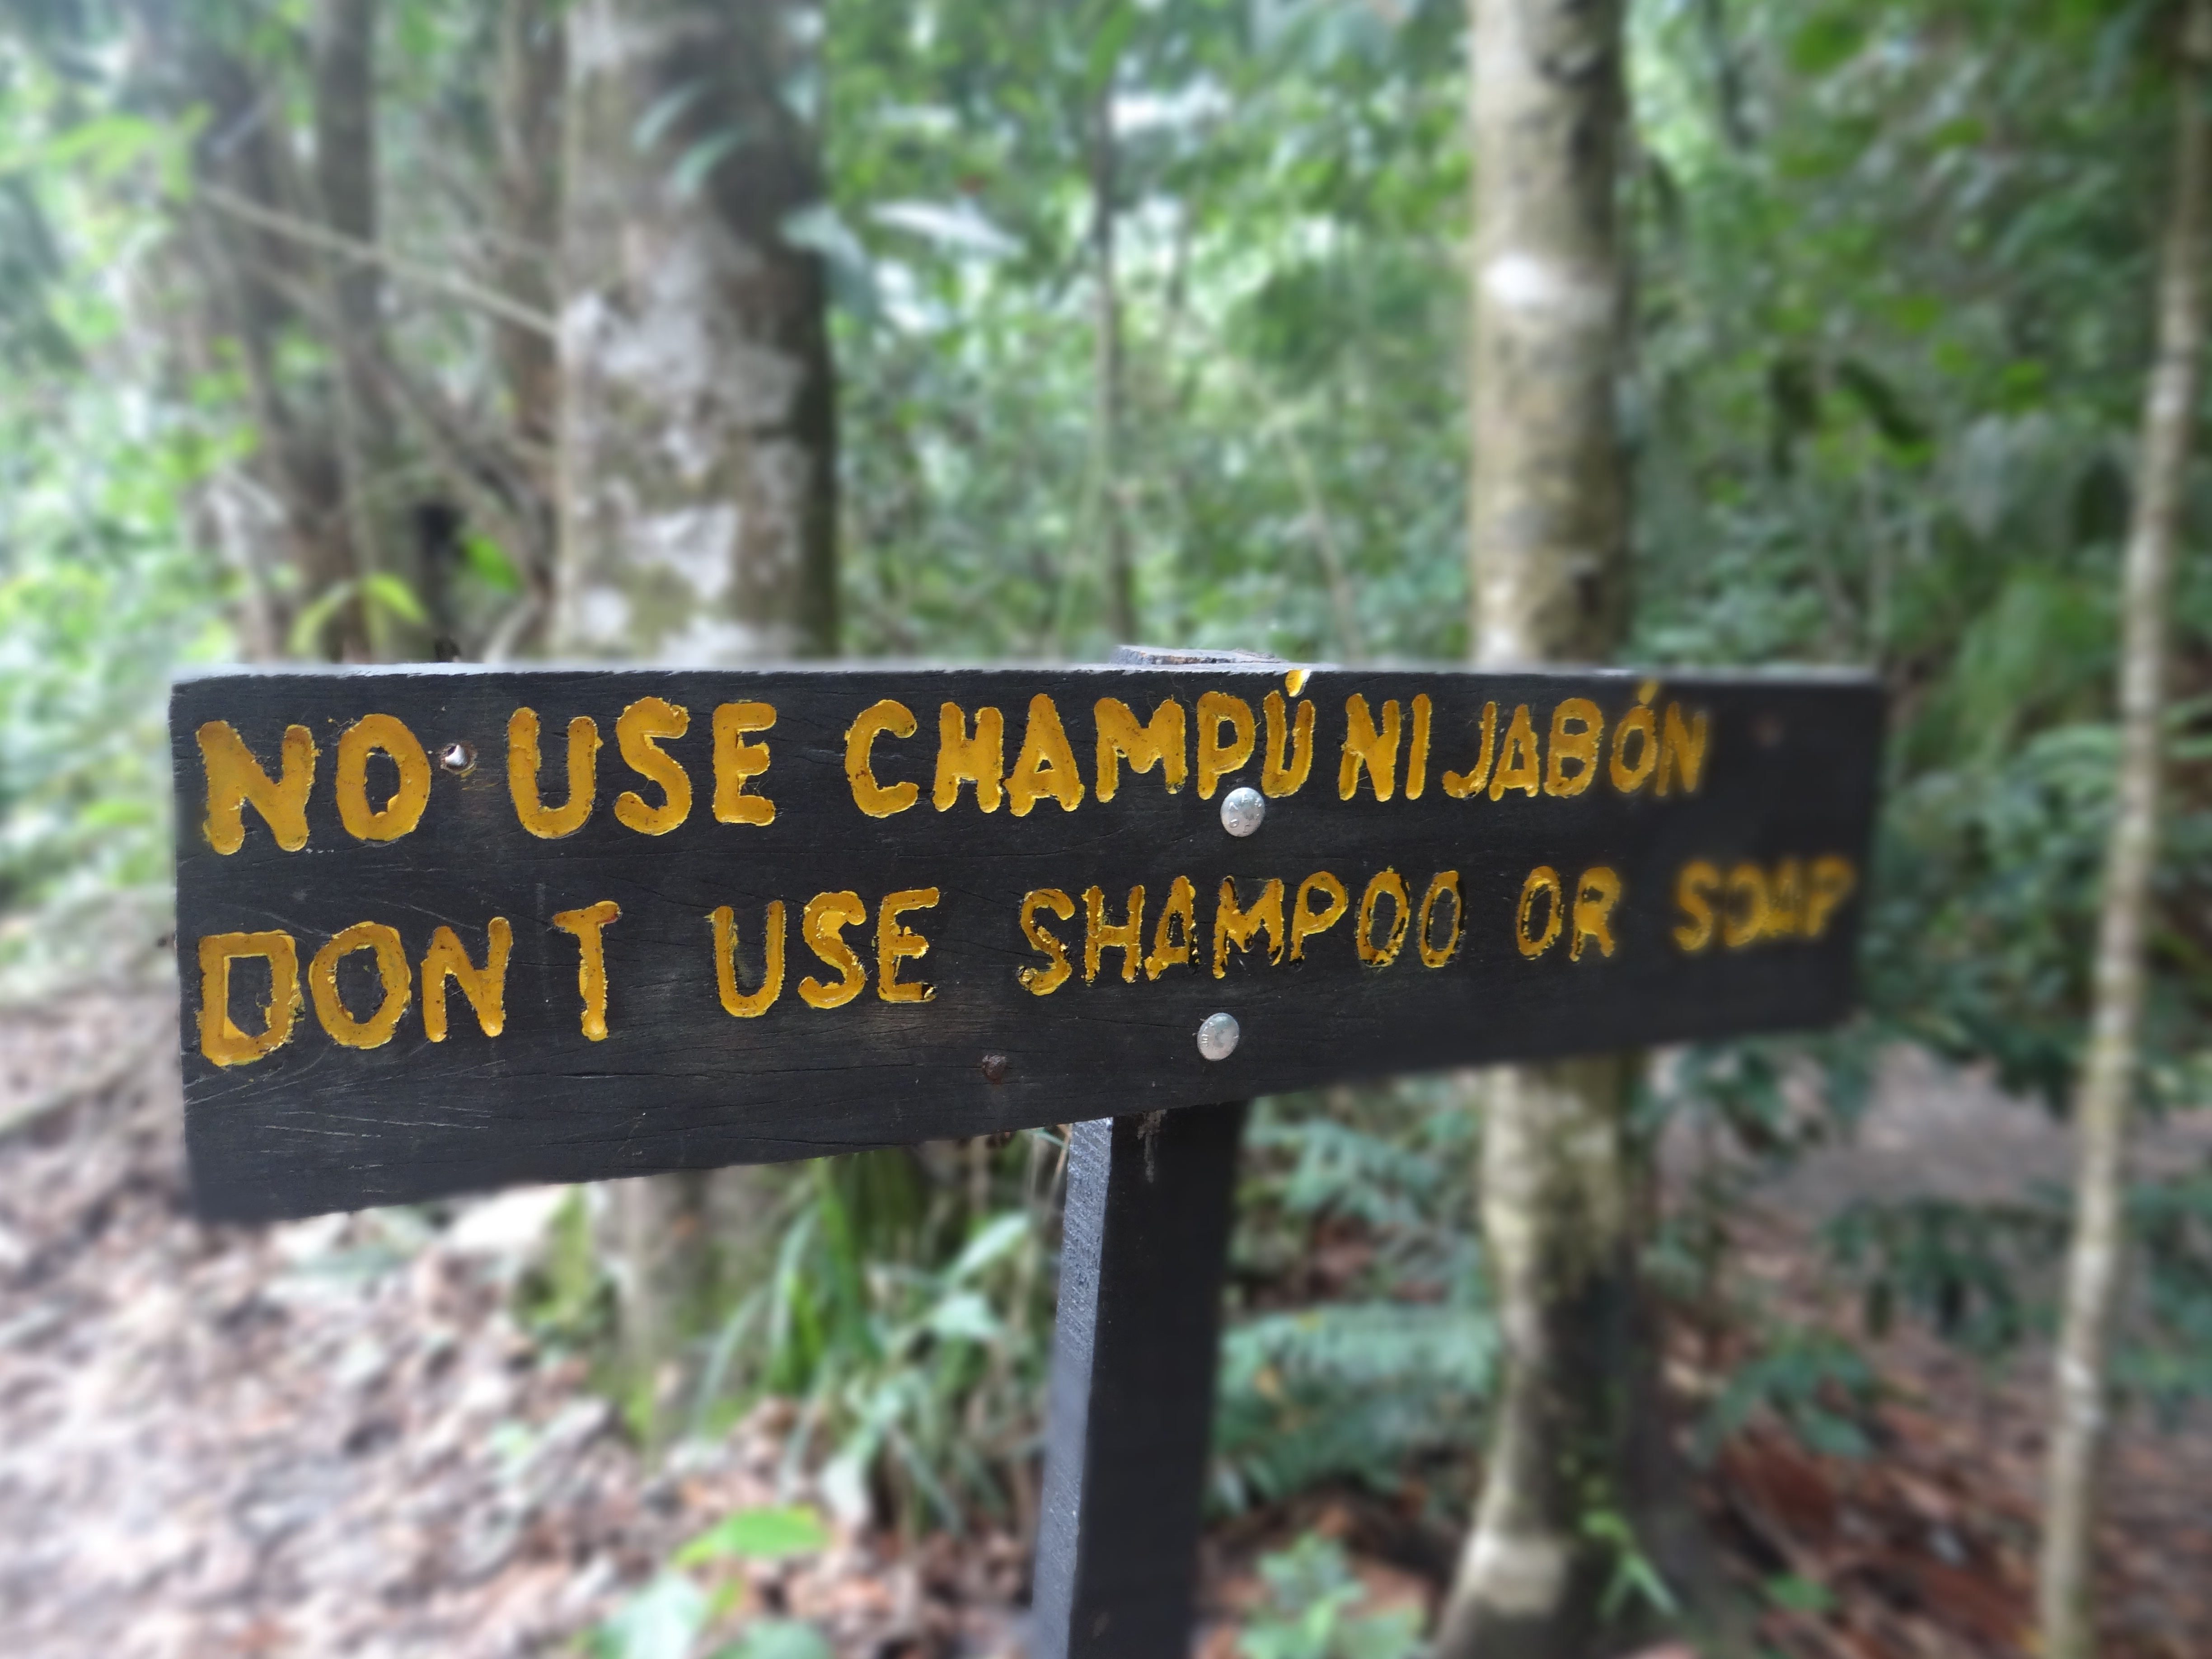 NO USE CHAMPÚ NI JABÓN
DON T USE SHAMPOO OR SOAP